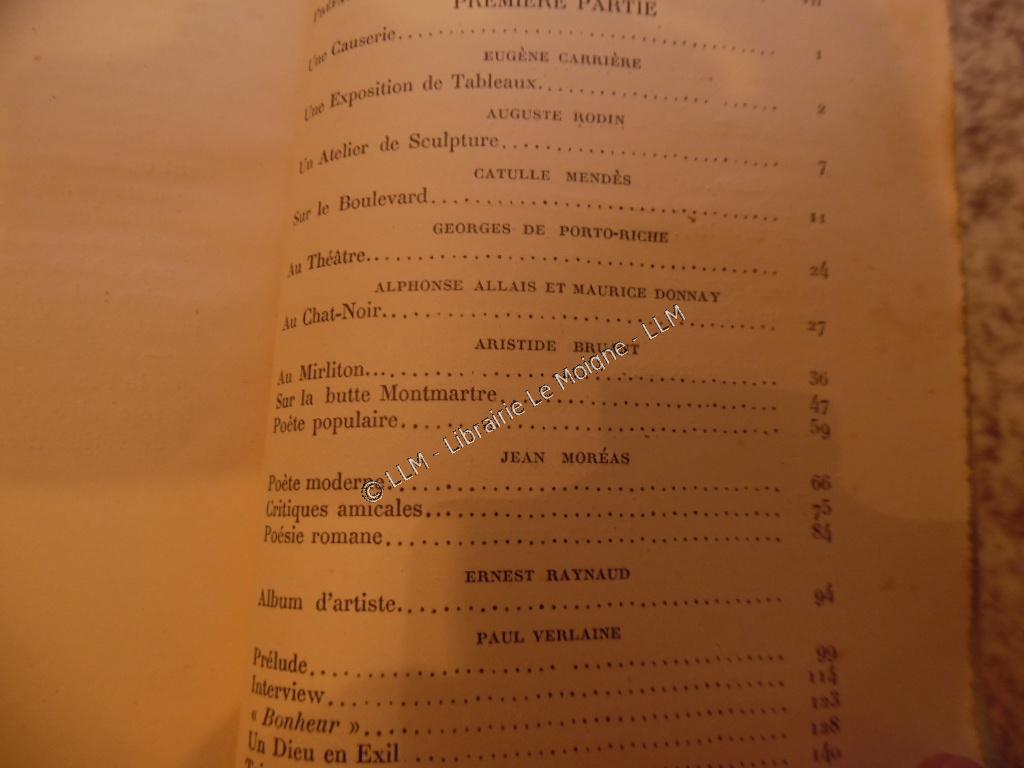 VII
PREMIÈRE PARTIE
Une Causerie........................ 1
EUGÈNE CARRIÈRE
Une Exposition de Tableaux........................ 2
AUGUSTE RODIN
Un Atelier de Sculpture........................ 7
CATULLE MENDÈS
Sur le Boulevard........................ 11
GEORGES DE PORTO-RICHE
Au Théâtre........................ 24
ALPHONSE ALLAIS ET MAURICE DONNAY
Au Chat-Noir........................ 27
ARISTIDE BRUANT
Au Mirliton........................ 36
Sur la butte Montmartre........................ 47
Poète populaire........................ 59
JEAN MORÉAS
Poète moderne........................ 66
Critiques amicales........................ 75
Poésie romane........................ 84
ERNEST RAYNAUD
Album d'artiste........................ 94
PAUL VERLAINE
Prélude........................ 99
Interview........................ 114
« Bonheur »........................ 123
Un Dieu en Exil........................ 128
140
© LLM - Librairie Le Moigne - LLM